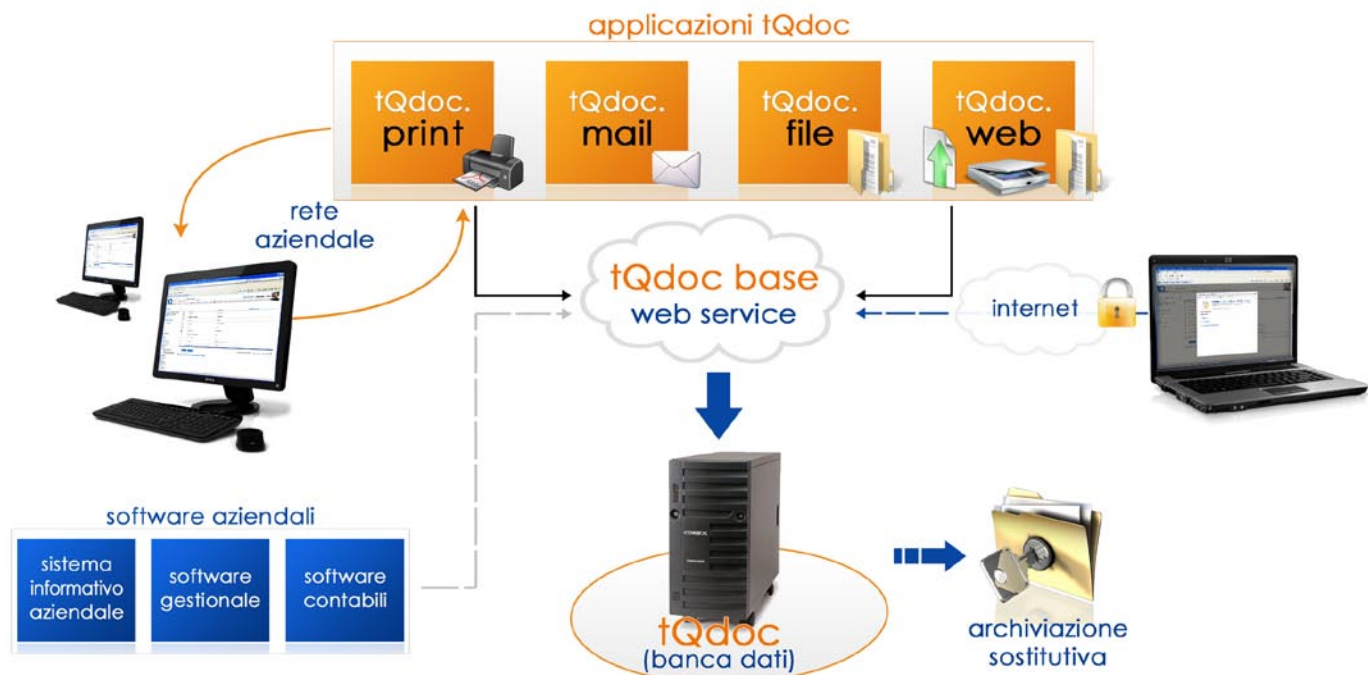 applicazioni tQdoc
tQdoc.
print
tQdoc.
mail
tQdoc.
file
tQdoc.
web
rete
aziendale
tQdoc base
web service
internet
software aziendali
sistema
informativo
aziendale
software
gestionale
software
contabili
tQdoc
(banca dati)
archiviazione
sostitutiva